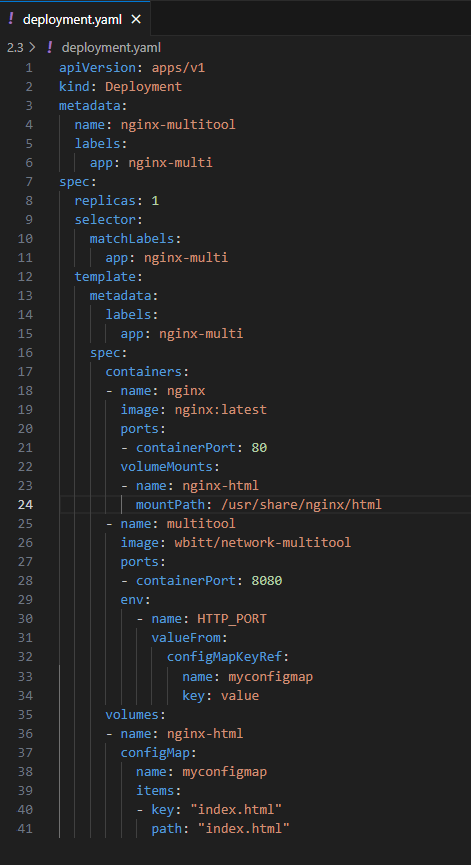 ! deployment.yaml ×
2.3 > ! deployment.yaml
1 apiVersion: apps/v1
2 kind: Deployment
3 metadata:
4   name: nginx-multitool
5   labels:
6     app: nginx-multi
7 spec:
8   replicas: 1
9   selector:
10     matchLabels:
11       app: nginx-multi
12   template:
13     metadata:
14       labels:
15         app: nginx-multi
16     spec:
17       containers:
18       - name: nginx
19         image: nginx:latest
20         ports:
21         - containerPort: 80
22         volumeMounts:
23         - name: nginx-html
24           mountPath: /usr/share/nginx/html
25       - name: multitool
26         image: wbitt/network-multitool
27         ports:
28         - containerPort: 8080
29         env:
30           - name: HTTP_PORT
31             valueFrom:
32               configMapKeyRef:
33                 name: myconfigmap
34                 key: value
35       volumes:
36       - name: nginx-html
37         configMap:
38           name: myconfigmap
39           items:
40           - key: "index.html"
41             path: "index.html"